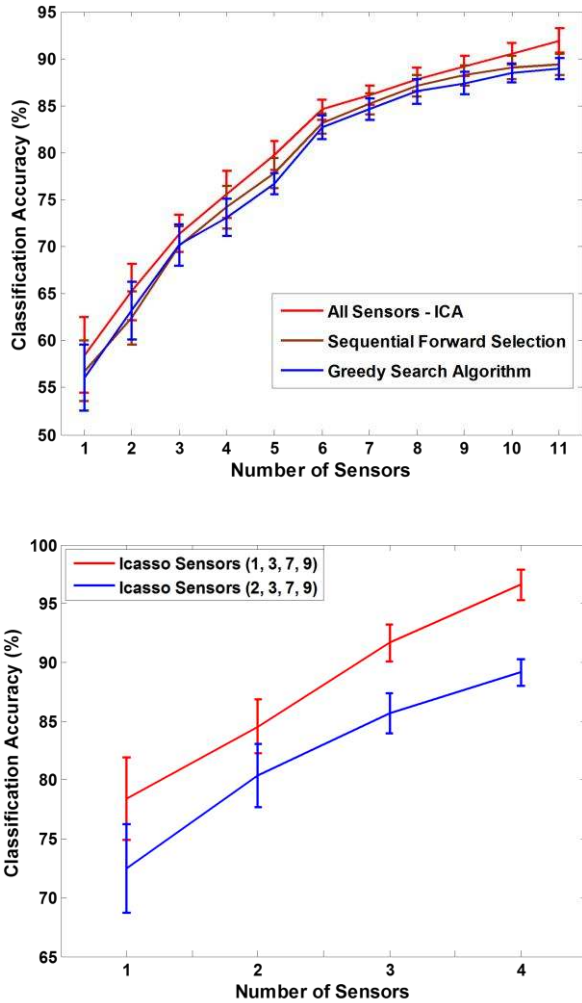 95
90
85
80
75
70
65
60
55
50
Classification Accuracy (%)
All Sensors - ICA
Sequential Forward Selection
Greedy Search Algorithm
1 2 3 4 5 6 7 8 9 10 11
Number of Sensors
100
95
90
85
80
75
70
65
Classification Accuracy (%)
Icasso Sensors (1, 3, 7, 9)
Icasso Sensors (2, 3, 7, 9)
1 2 3 4
Number of Sensors